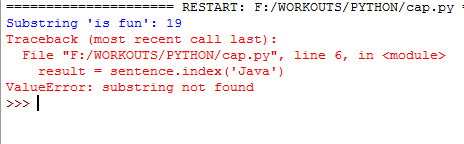 ====================== RESTART: F:/WORKOUTS/PYTHON/cap.py =
Substring 'is fun': 19
Traceback (most recent call last):
  File "F:/WORKOUTS/PYTHON/cap.py", line 6, in <module>
    result = sentence.index('Java')
ValueError: substring not found
>>>